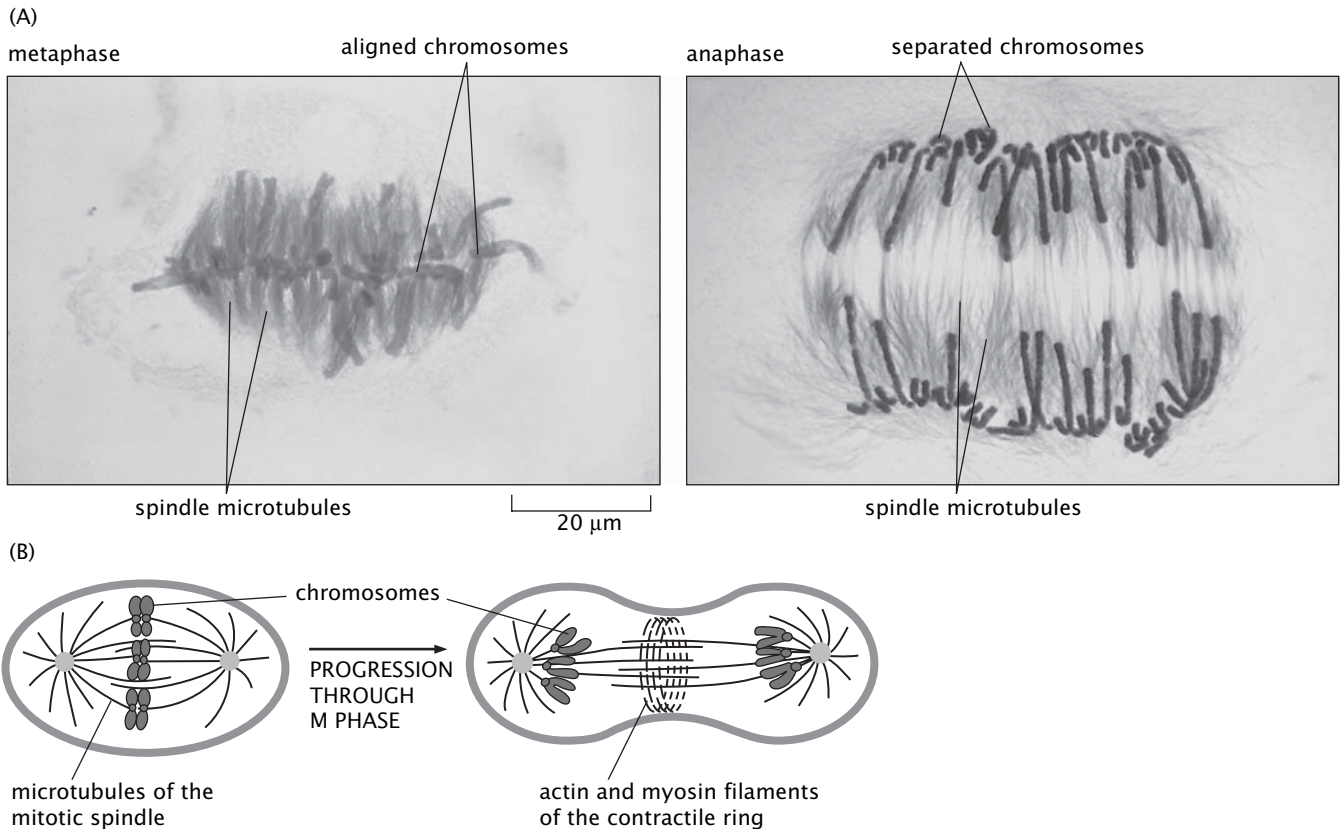 (A)
metaphase
aligned chromosomes
anaphase
separated chromosomes
spindle microtubules
20 μm
spindle microtubules
(B)
chromosomes
PROGRESSION
THROUGH
M PHASE
microtubules of the
mitotic spindle
actin and myosin filaments
of the contractile ring